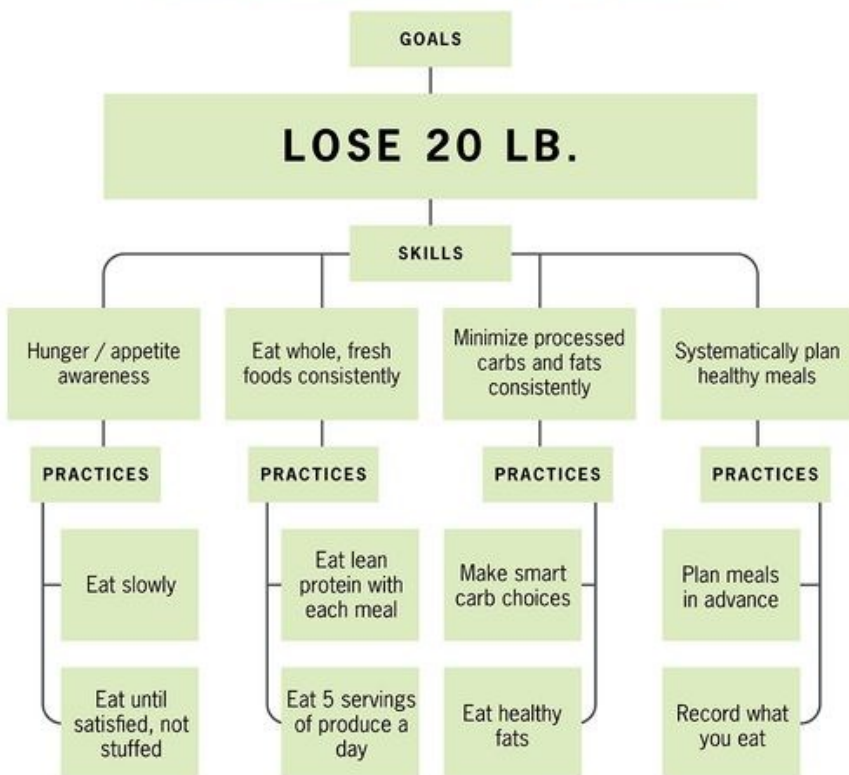 GOALS
LOSE 20 LB.
SKILLS
Hunger / appetite
awareness
Eat whole, fresh
foods consistently
Minimize processed
carbs and fats
consistently
Systematically plan
healthy meals
PRACTICES
PRACTICES
PRACTICES
PRACTICES
Eat slowly
Eat lean
protein with
each meal
Make smart
carb choices
Plan meals
in advance
Eat until
satisfied, not
stuffed
Eat 5 servings
of produce a
day
Eat healthy
fats
Record what
you eat